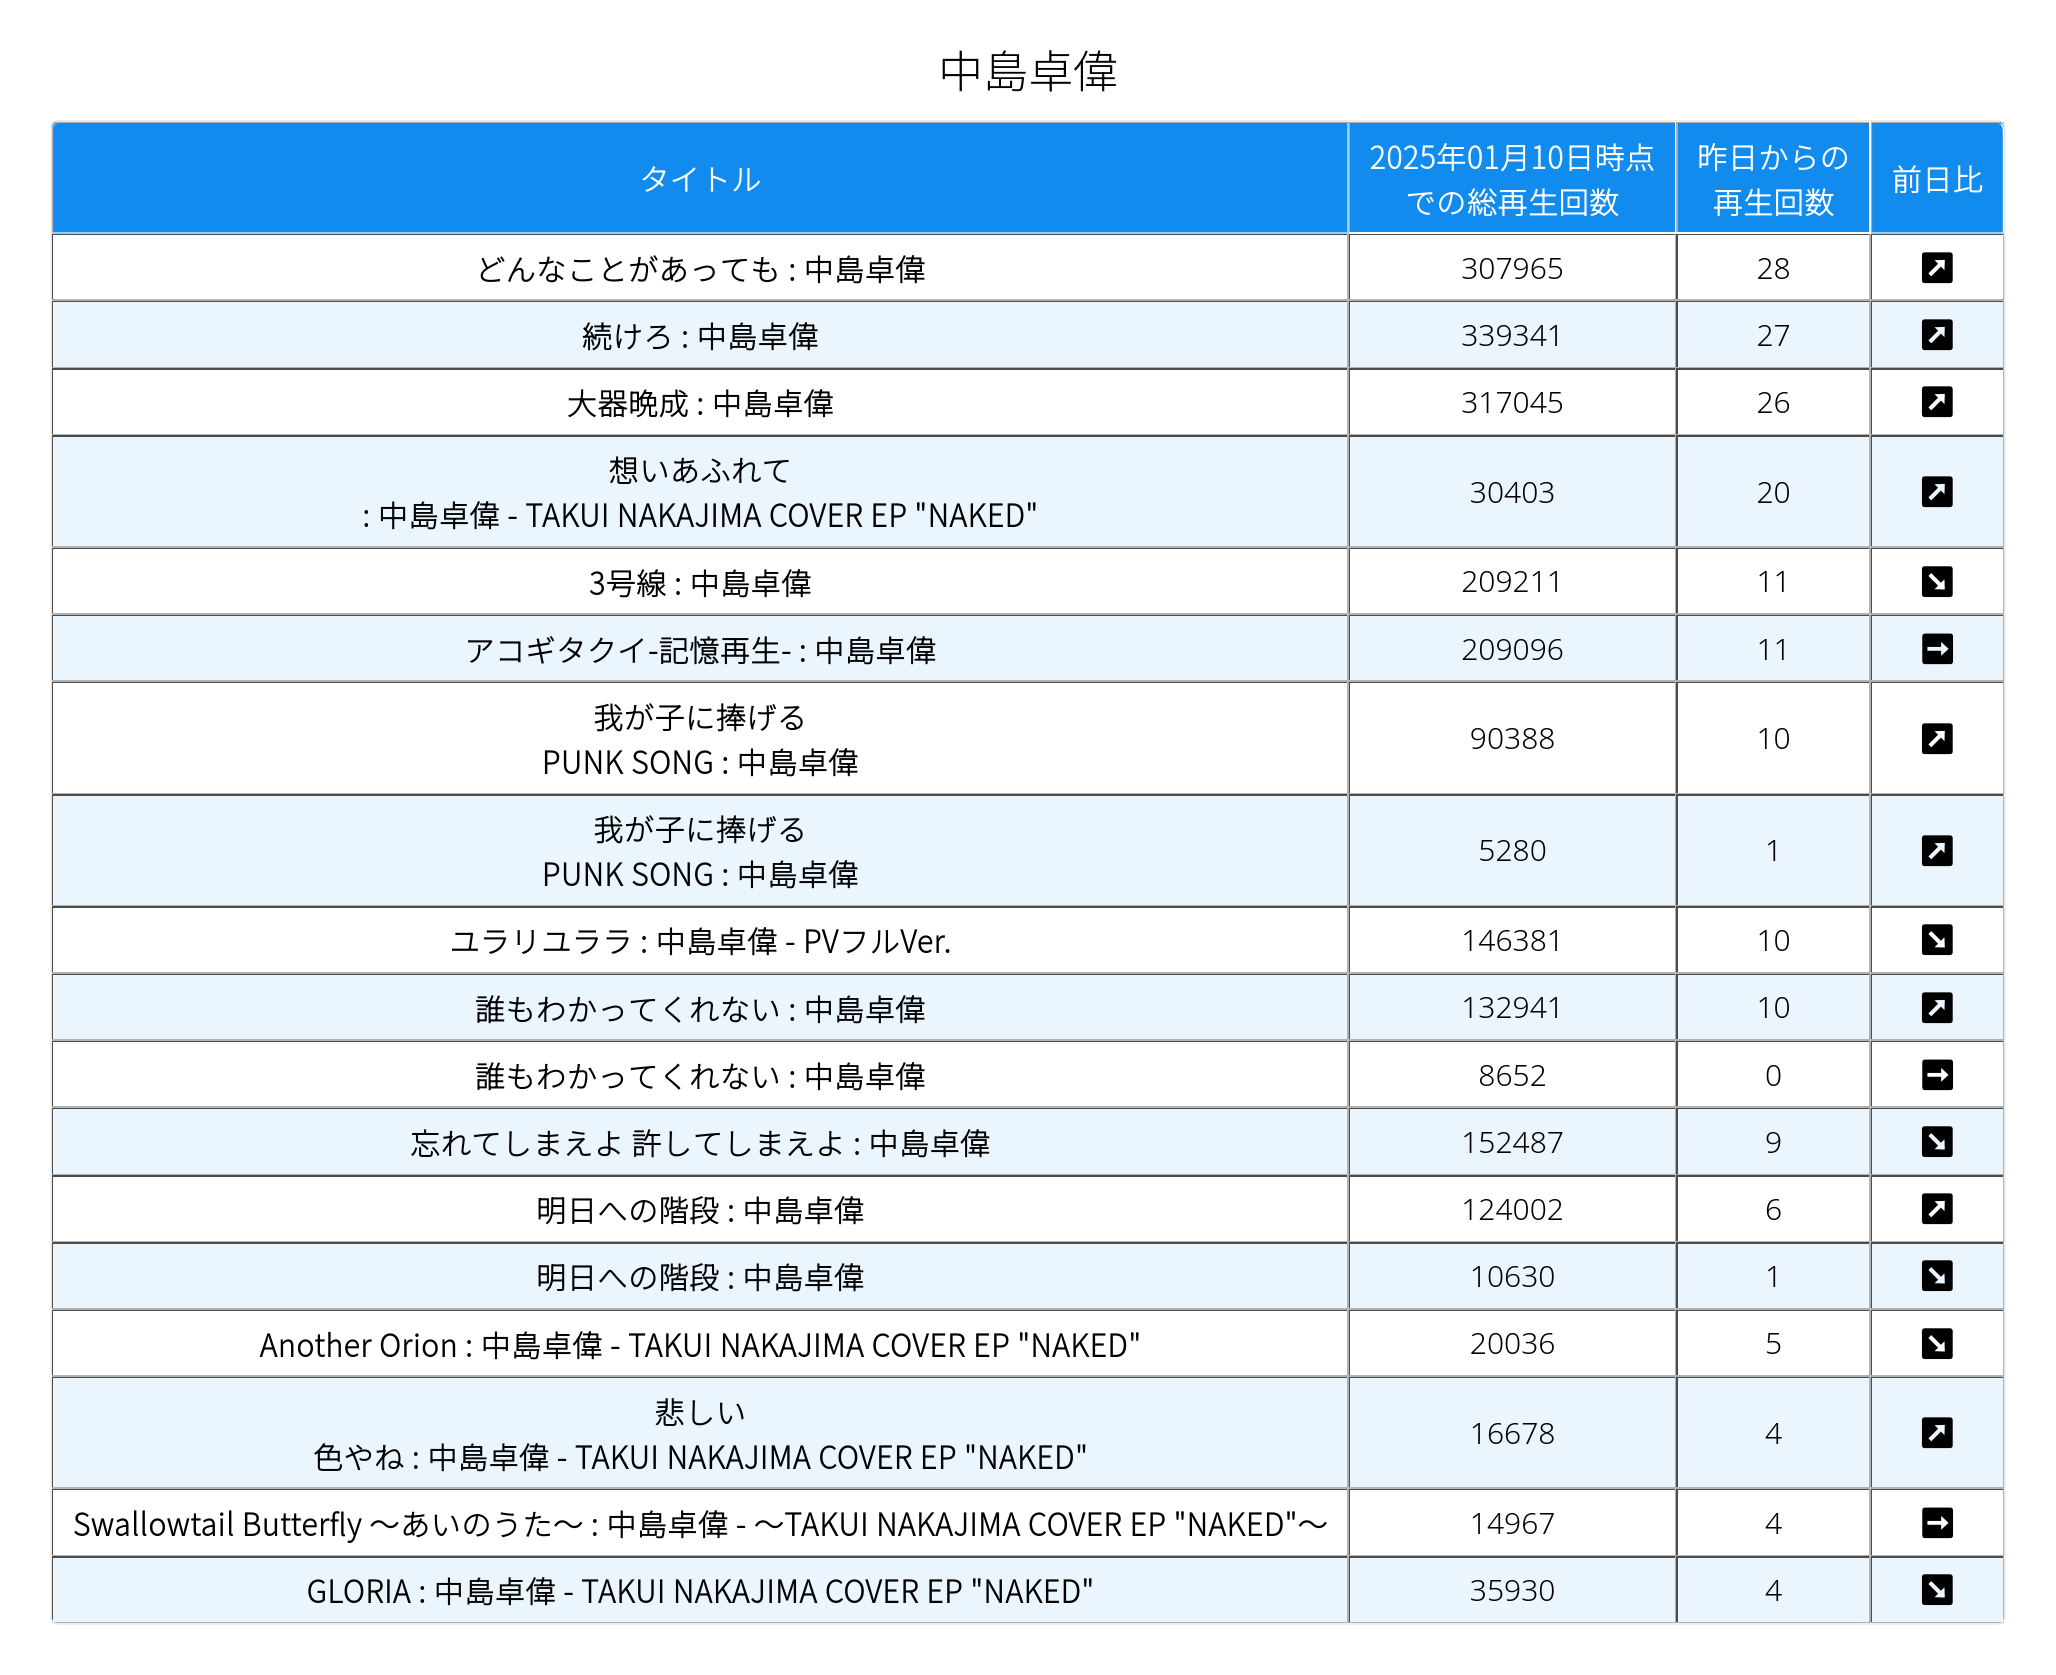 中島卓偉
タイトル
2025年01月10日時点
での総再生回数
昨日からの
再生回数
前日比
どんなことがあっても : 中島卓偉 307965 28
続けろ : 中島卓偉 339341 27
大器晩成 : 中島卓偉 317045 26
想いあふれて
: 中島卓偉 - TAKUI NAKAJIMA COVER EP "NAKED" 30403 20
3号線 : 中島卓偉 209211 11
アコギタクイ-記憶再生- : 中島卓偉 209096 11
我が子に捧げる
PUNK SONG : 中島卓偉 90388 10
我が子に捧げる
PUNK SONG : 中島卓偉 5280 1
ユラリユララ : 中島卓偉 - PVフルVer. 146381 10
誰もわかってくれない : 中島卓偉 132941 10
誰もわかってくれない : 中島卓偉 8652 0
忘れてしまえよ 許してしまえよ : 中島卓偉 152487 9
明日への階段 : 中島卓偉 124002 6
明日への階段 : 中島卓偉 10630 1
Another Orion : 中島卓偉 - TAKUI NAKAJIMA COVER EP "NAKED" 20036 5
悲しい
色やね : 中島卓偉 - TAKUI NAKAJIMA COVER EP "NAKED" 16678 4
Swallowtail Butterfly 〜あいのうた〜 : 中島卓偉 - 〜TAKUI NAKAJIMA COVER EP "NAKED"〜 14967 4
GLORIA : 中島卓偉 - TAKUI NAKAJIMA COVER EP "NAKED" 35930 4